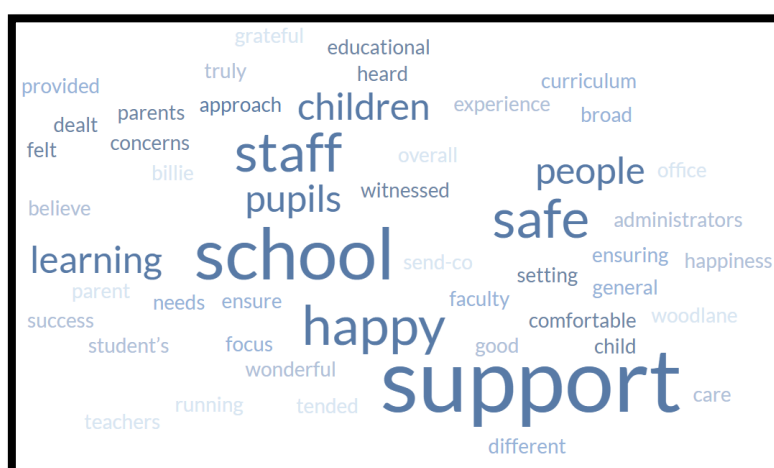 grateful
educational
truly
heard
provided
curriculum
parents
approach
children
experience
broad
dealt
concerns
felt
staff
overall
billie
people
office
pupils
witnessed
believe
safe
administrators
learning
school
send-co
ensuring
happiness
setting
parent
needs
ensure
faculty
general
success
happy
comfortable
woodlane
student's
focus
good
child
wonderful
support
care
running
tended
teachers
different